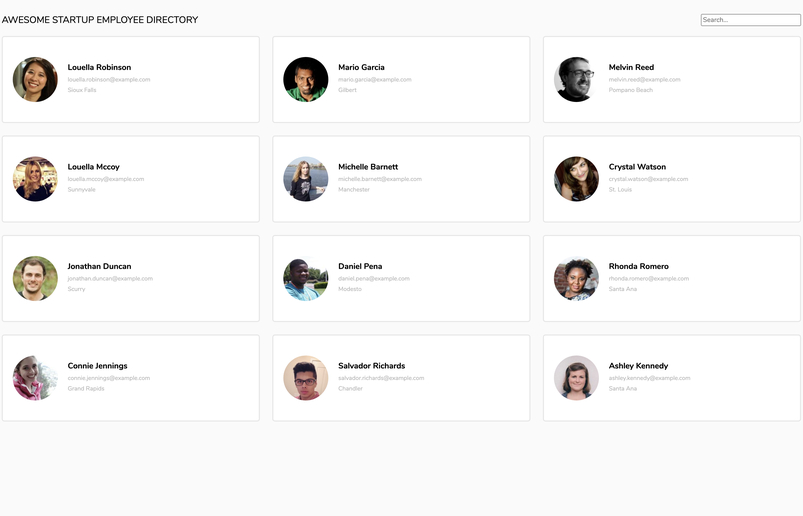 AWESOME STARTUP EMPLOYEE DIRECTORY
Search...
Louella Robinson
louella.robinson@example.com
Sioux Falls
Mario Garcia
mario.garcia@example.com
Gilbert
Melvin Reed
melvin.reed@example.com
Pompano Beach
Louella Mccoy
louella.mccoy@example.com
Sunnyvale
Michelle Barnett
michelle.barnett@example.com
Manchester
Crystal Watson
crystal.watson@example.com
St. Louis
Jonathan Duncan
jonathan.duncan@example.com
Scurry
Daniel Pena
daniel.pena@example.com
Modesto
Rhonda Romero
rhonda.romero@example.com
Santa Ana
Connie Jennings
connie.jennings@example.com
Grand Rapids
Salvador Richards
salvador.richards@example.com
Chandler
Ashley Kennedy
ashley.kennedy@example.com
Santa Ana